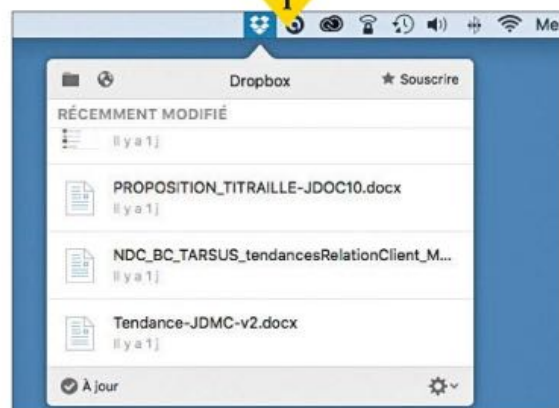 1
Me
Dropbox
Souscrire
RÉCEMMENT MODIFIÉ
Il y a 1 j
PROPOSITION_TITRAILLE-JDOC10.docx
Il y a 1 j
NDC_BC_TARSUS_tendancesRelationClient_M...
Il y a 1 j
Tendance-JDMC-v2.docx
Il y a 1 j
À jour